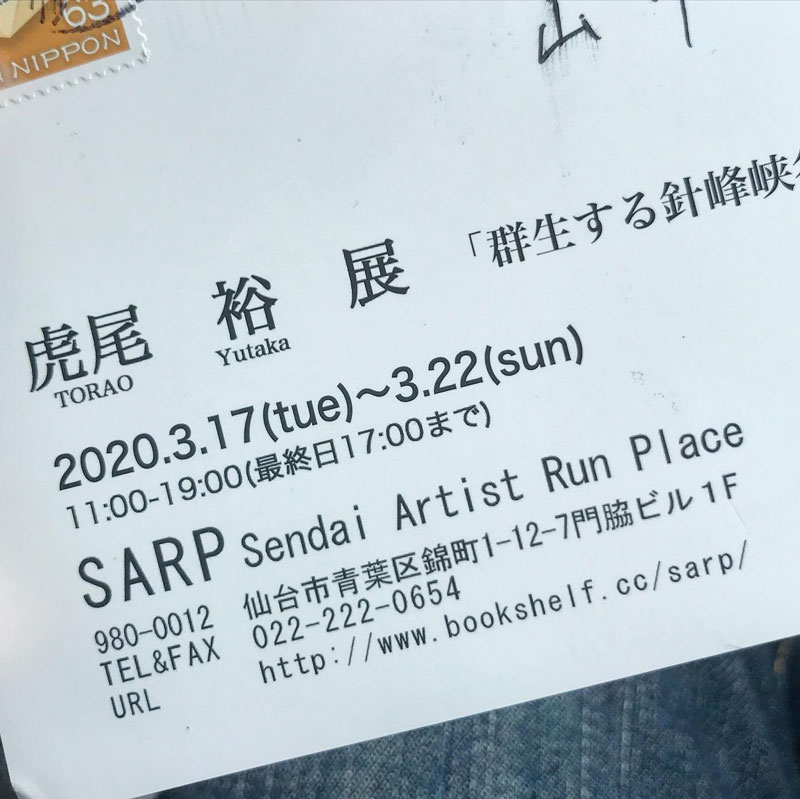 63
NIPPON
山
虎尾 裕 展 「群生する針峰峡
TORAO Yutaka
2020.3.17(tue)～3.22(sun)
11:00-19:00(最終日17:00まで)
SARP Sendai Artist Run Place
980-0012 仙台市青葉区錦町1-12-7門脇ビル1F
TEL&FAX 022-222-0654
URL http://www.bookshelf.cc/sarp/